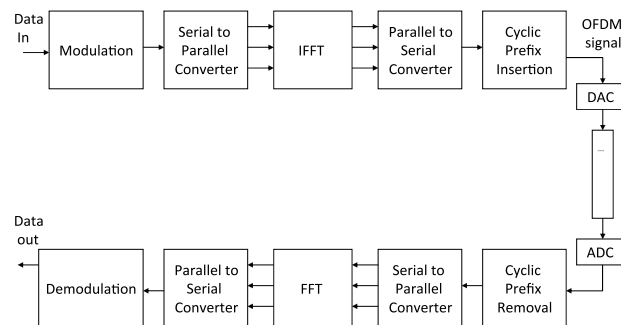 Data
In
Modulation
Serial to
Parallel
Converter
IFFT
Parallel
to
Serial
Converter
Cyclic
Prefix
Insertion
OFDM
signal
DAC
...
ADC
Cyclic
Prefix
Removal
Serial to
Parallel
Converter
FFT
Parallel to
Serial
Converter
Demodulation
Data
out